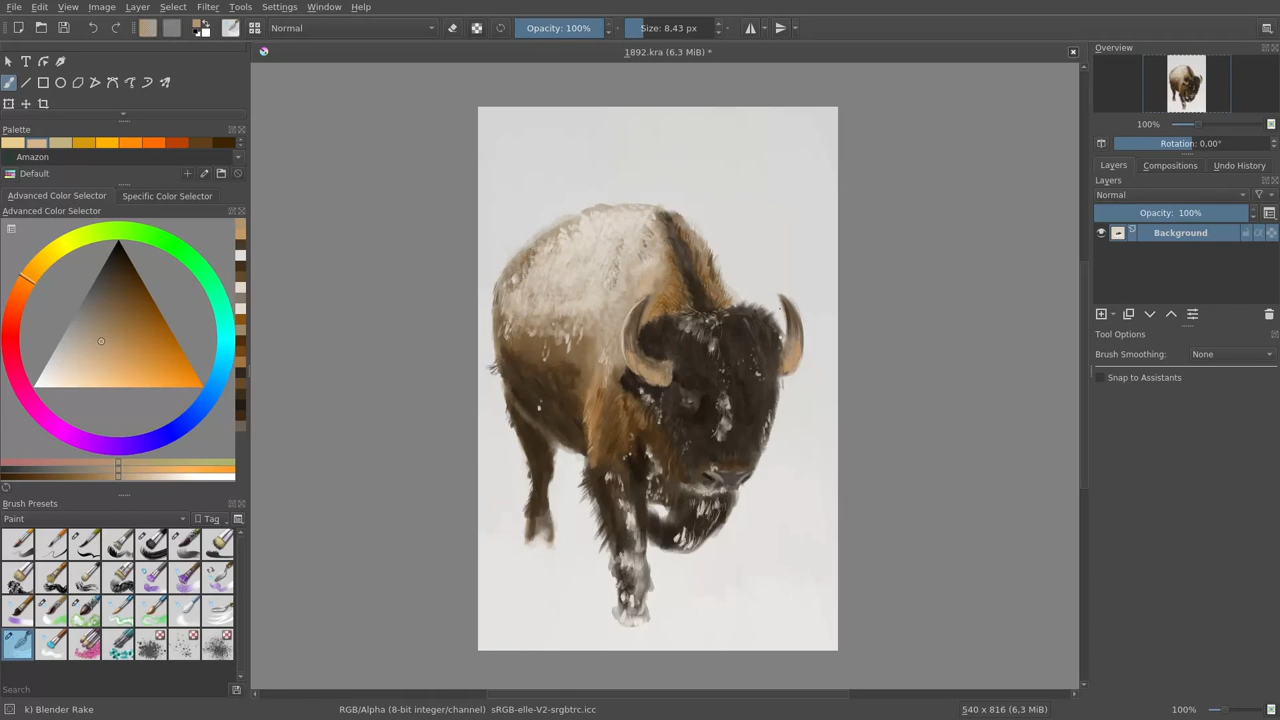 File Edit View Image Layer Select Filter Tools Settings Window Help
Normal Opacity: 100% Size: 8,43 px
1892.kra (6,3 MiB) *
Overview
100%
Rotation: 0,00°
Palette
Amazon
Default
Advanced Color Selector Specific Color Selector
Advanced Color Selector
Layers Compositions Undo History
Layers
Normal
Opacity: 100%
Background
Tool Options
Brush Smoothing: None
Snap to Assistants
Brush Presets
Paint Tag
Search
k) Blender Rake RGB/Alpha (8-bit integer/channel) sRGB-elle-V2-srgbtrc.icc 540 x 816 (6,3 MiB) 100%